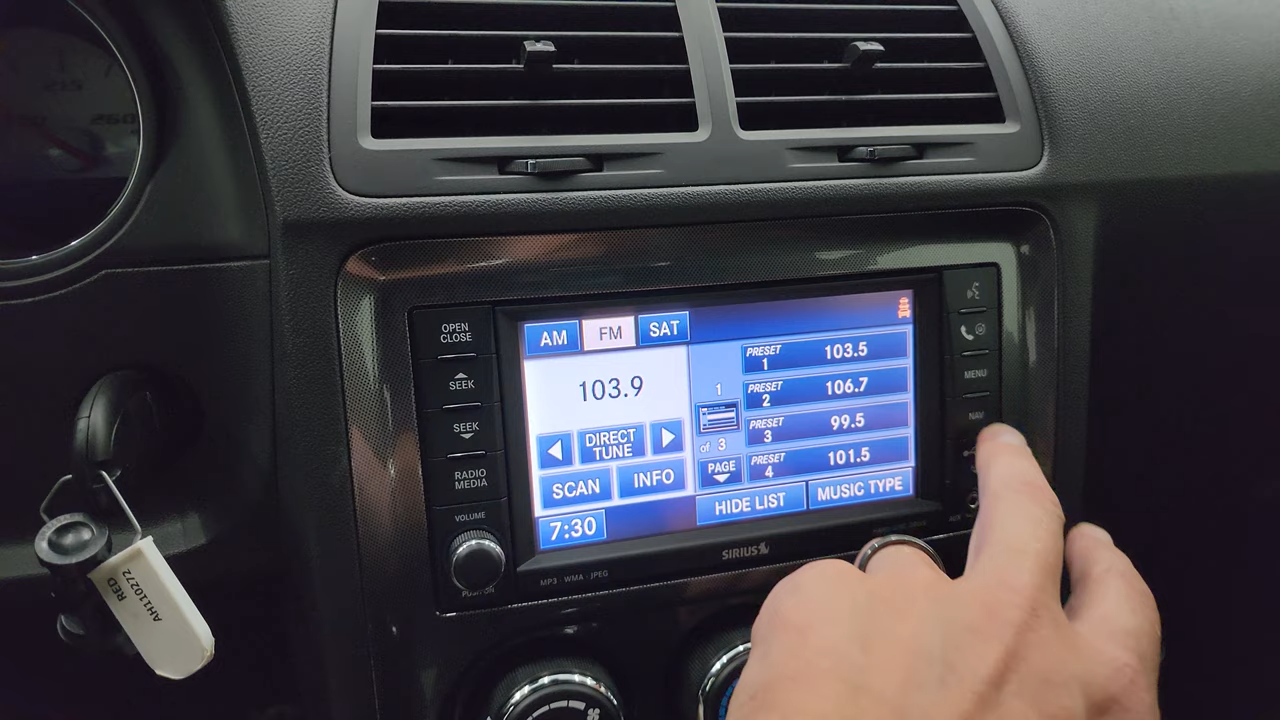 OPEN
CLOSE
SEEK
SEEK
RADIO
MEDIA
VOLUME
AM
FM
SAT
103.9
DIRECT
TUNE
SCAN
INFO
7:30
1
of 3
PAGE
PRESET
1
103.5
PRESET
2
106.7
PRESET
3
99.5
PRESET
4
101.5
HIDE LIST
MUSIC TYPE
MENU
NAV
SIRIUS
MP3 · WMA · JPEG
RED
AH110272